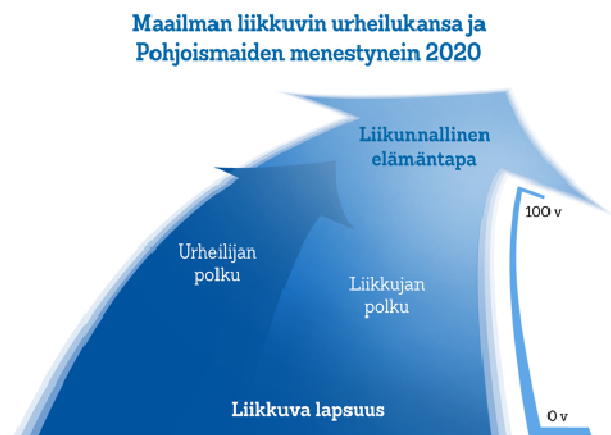 Maailman liikkuvin urheilukansa ja
Pohjoismaiden menestynein 2020
Liikunnallinen
elämäntapa
100 v
Urheilijan
polku
Liikkujan
polku
Liikkuva lapsuus
0 v